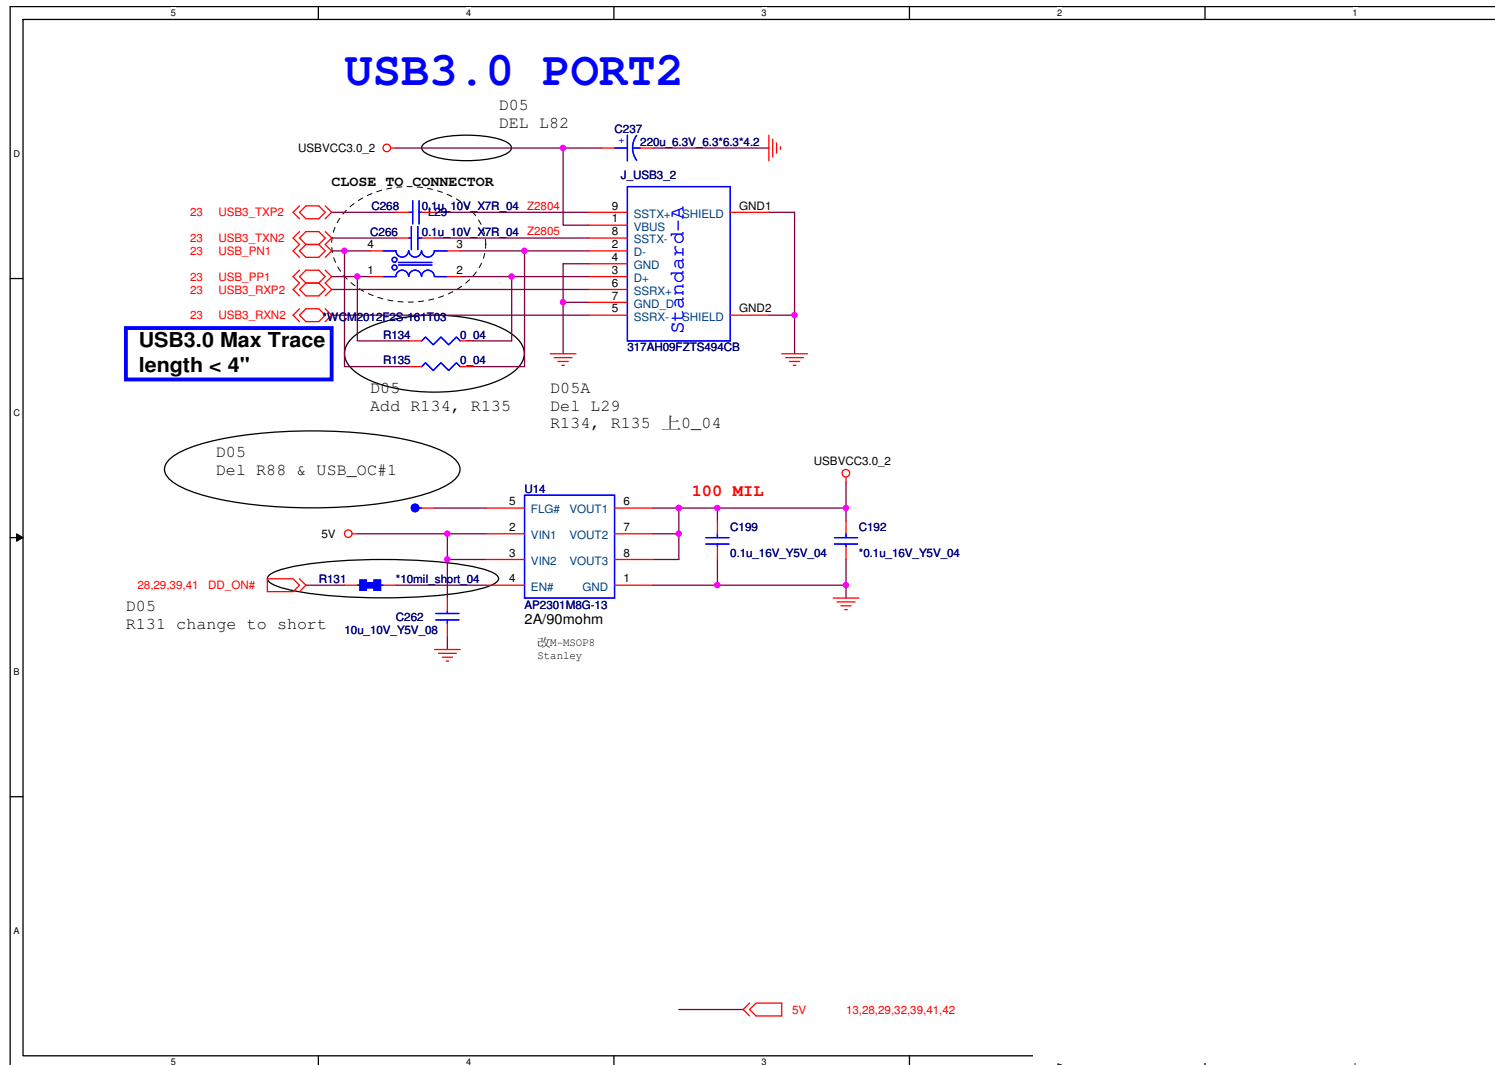 5 4 3 2 1
USB3.0 PORT2
D05
DEL L82
USBVCC3.0_2
C237
+
220u_6.3V_6.3*6.3*4.2
D
CLOSE TO CONNECTOR
J_USB3_2
23 USB3_TXP2
C268 0.1u_10V_X7R_04 Z2804
L29
9 SSTX+ SHIELD GND1
1 VBUS
23 USB3_TXN2
C266 0.1u_10V_X7R_04 Z2805
8 SSTX-
23 USB_PN1
4 3
2 D-
4 GND
23 USB_PP1
1 2
3 D+
23 USB3_RXP2
6 SSRX+
7 GND_D
23 USB3_RXN2
5 SSRX- SHIELD GND2
Standard-A
*WCM2012F2S-161T03
317AH09FZTS494CB
USB3.0 Max Trace
length < 4"
R134 0_04
R135 0_04
D05
Add R134, R135
D05A
Del L29
R134, R135 上0_04
C
D05
Del R88 & USB_OC#1
USBVCC3.0_2
U14
100 MIL
5 FLG# VOUT1 6
5V
2 VIN1 VOUT2 7
C199
0.1u_16V_Y5V_04
C192
*0.1u_16V_Y5V_04
3 VIN2 VOUT3 8
28,29,39,41 DD_ON#
R131 *10mil_short_04
4 EN# GND 1
AP2301M8G-13
2A/90mohm
D05
R131 change to short
C262
10u_10V_Y5V_08
改M-MSOP8
Stanley
B
A
5V 13,28,29,32,39,41,42
5 4 3